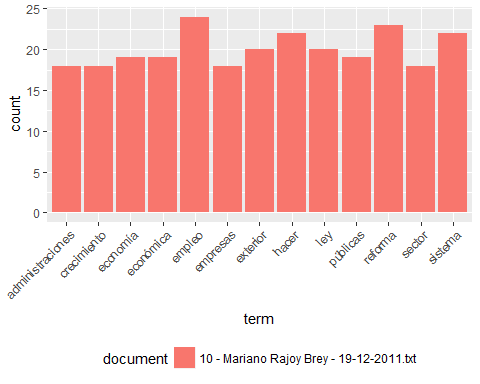 25
20
15
10
5
0
count
administraciones
crecimiento
economía
económica
empleo
empresas
exterior
hacer
ley
públicas
reforma
sector
sistema
term
document 10 - Mariano Rajoy Brey - 19-12-2011.txt